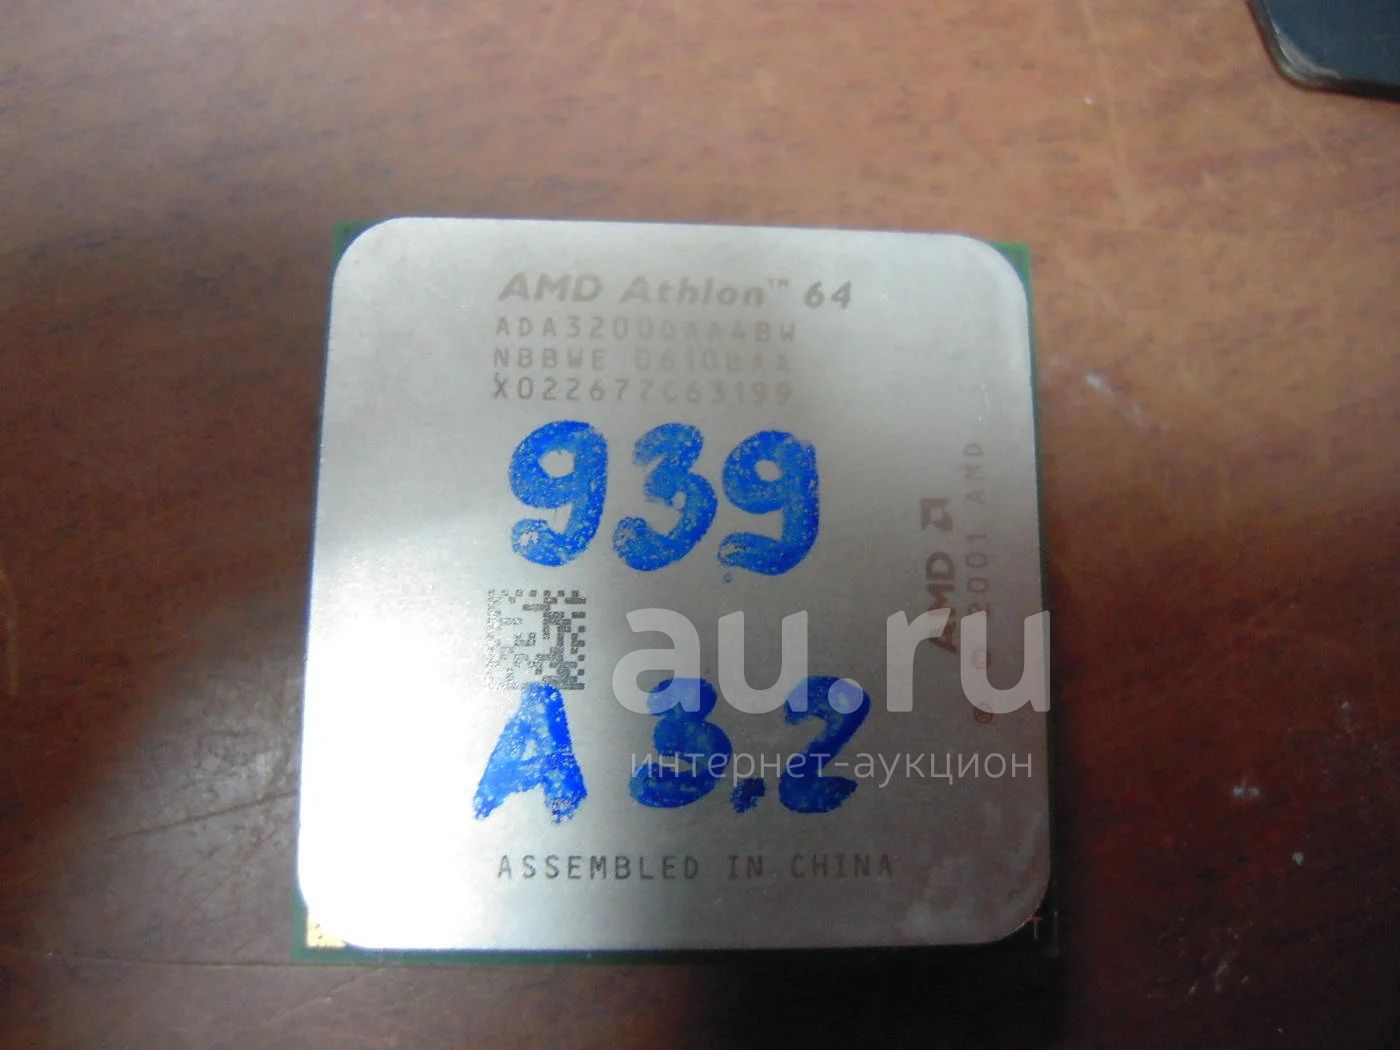 AMD Athlon™ 64
ADA3200DAA4BW
NBBWE 0610BAA
X022677C63199
939
AMD
© © 2001 AMD
au.ru
интернет-аукцион
A 3.2
ASSEMBLED IN CHINA
T